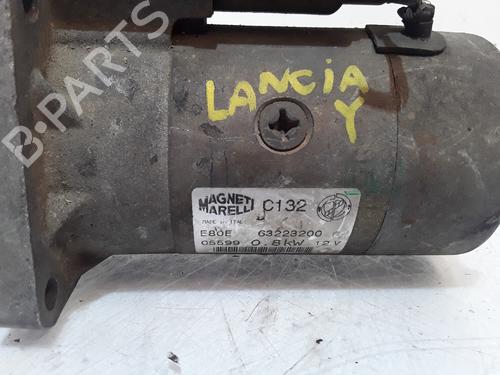 B·PARTS
LANCIA
Y
MAGNETI
MARELLI C132
MADE IN ITALY
E80E 63223200
05599 0.8kW 12V